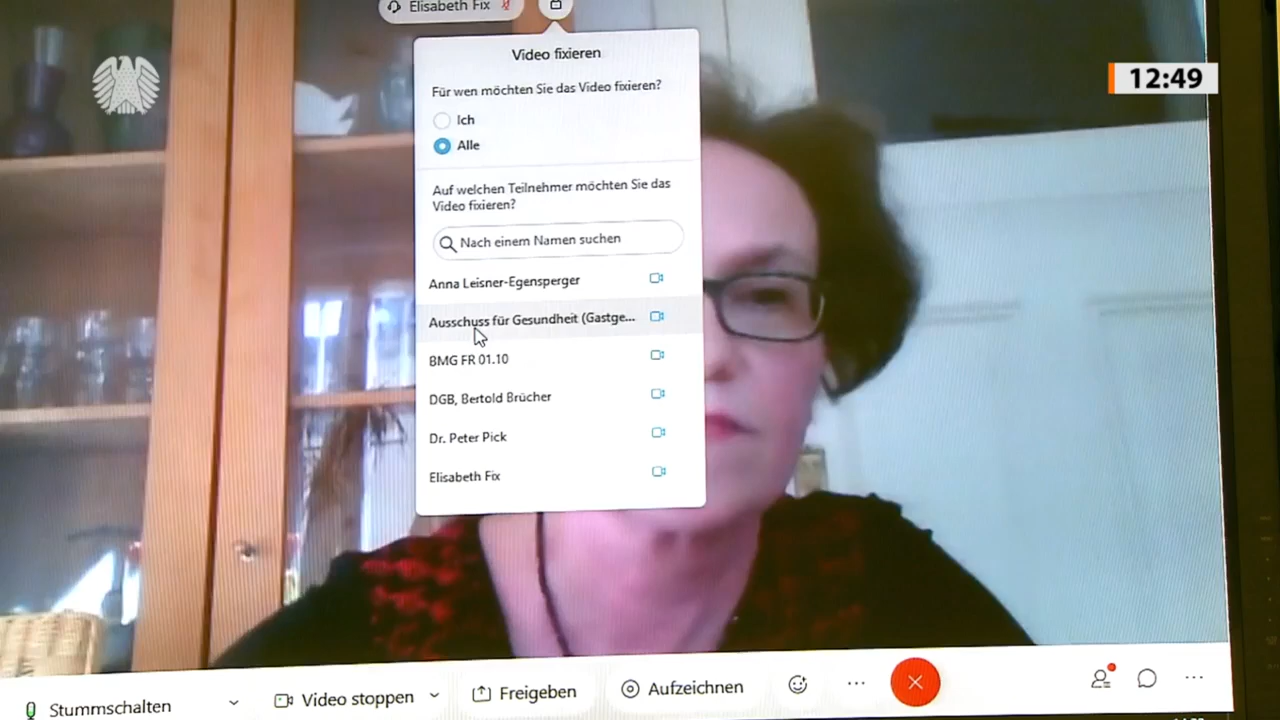 Elisabeth Fix
Video fixieren
12:49
Für wen möchten Sie das Video fixieren?
Ich
Alle
Auf welchen Teilnehmer möchten Sie das
Video fixieren?
Nach einem Namen suchen
Anna Leisner-Egensperger
Ausschuss für Gesundheit (Gastge...
BMG FR 01.10
DGB, Bertold Brücher
Dr. Peter Pick
Elisabeth Fix
Stummschalten
Video stoppen
Freigeben
Aufzeichnen